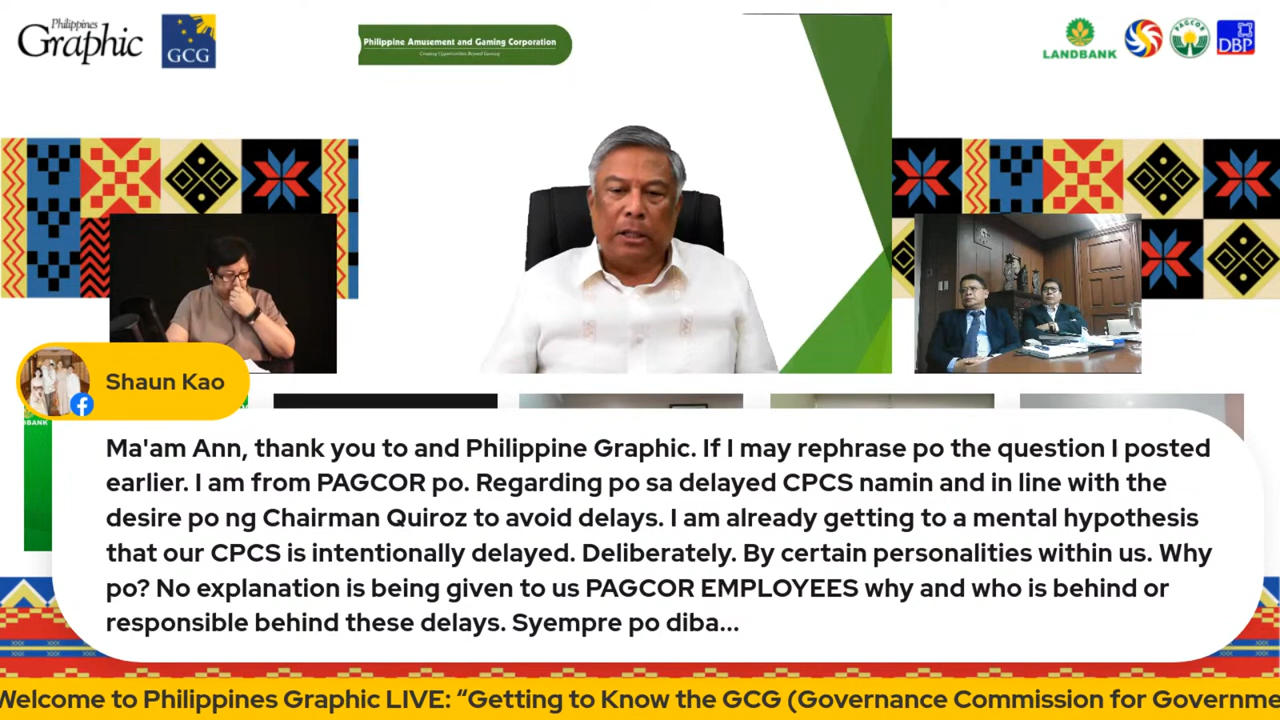 Philippines
Graphic
GCG
Philippine Amusement and Gaming Corporation
Creating Opportunities Beyond Gaming
LANDBANK
PAGCOR
DBP
Shaun Kao
Ma'am Ann, thank you to and Philippine Graphic. If I may rephrase po the question I posted
earlier. I am from PAGCOR po. Regarding po sa delayed CPCS namin and in line with the
desire po ng Chairman Quiroz to avoid delays. I am already getting to a mental hypothesis
that our CPCS is intentionally delayed. Deliberately. By certain personalities within us. Why
po? No explanation is being given to us PAGCOR EMPLOYEES why and who is behind or
responsible behind these delays. Syempre po diba...
Welcome to Philippines Graphic LIVE: “Getting to Know the GCG (Governance Commission for Governme